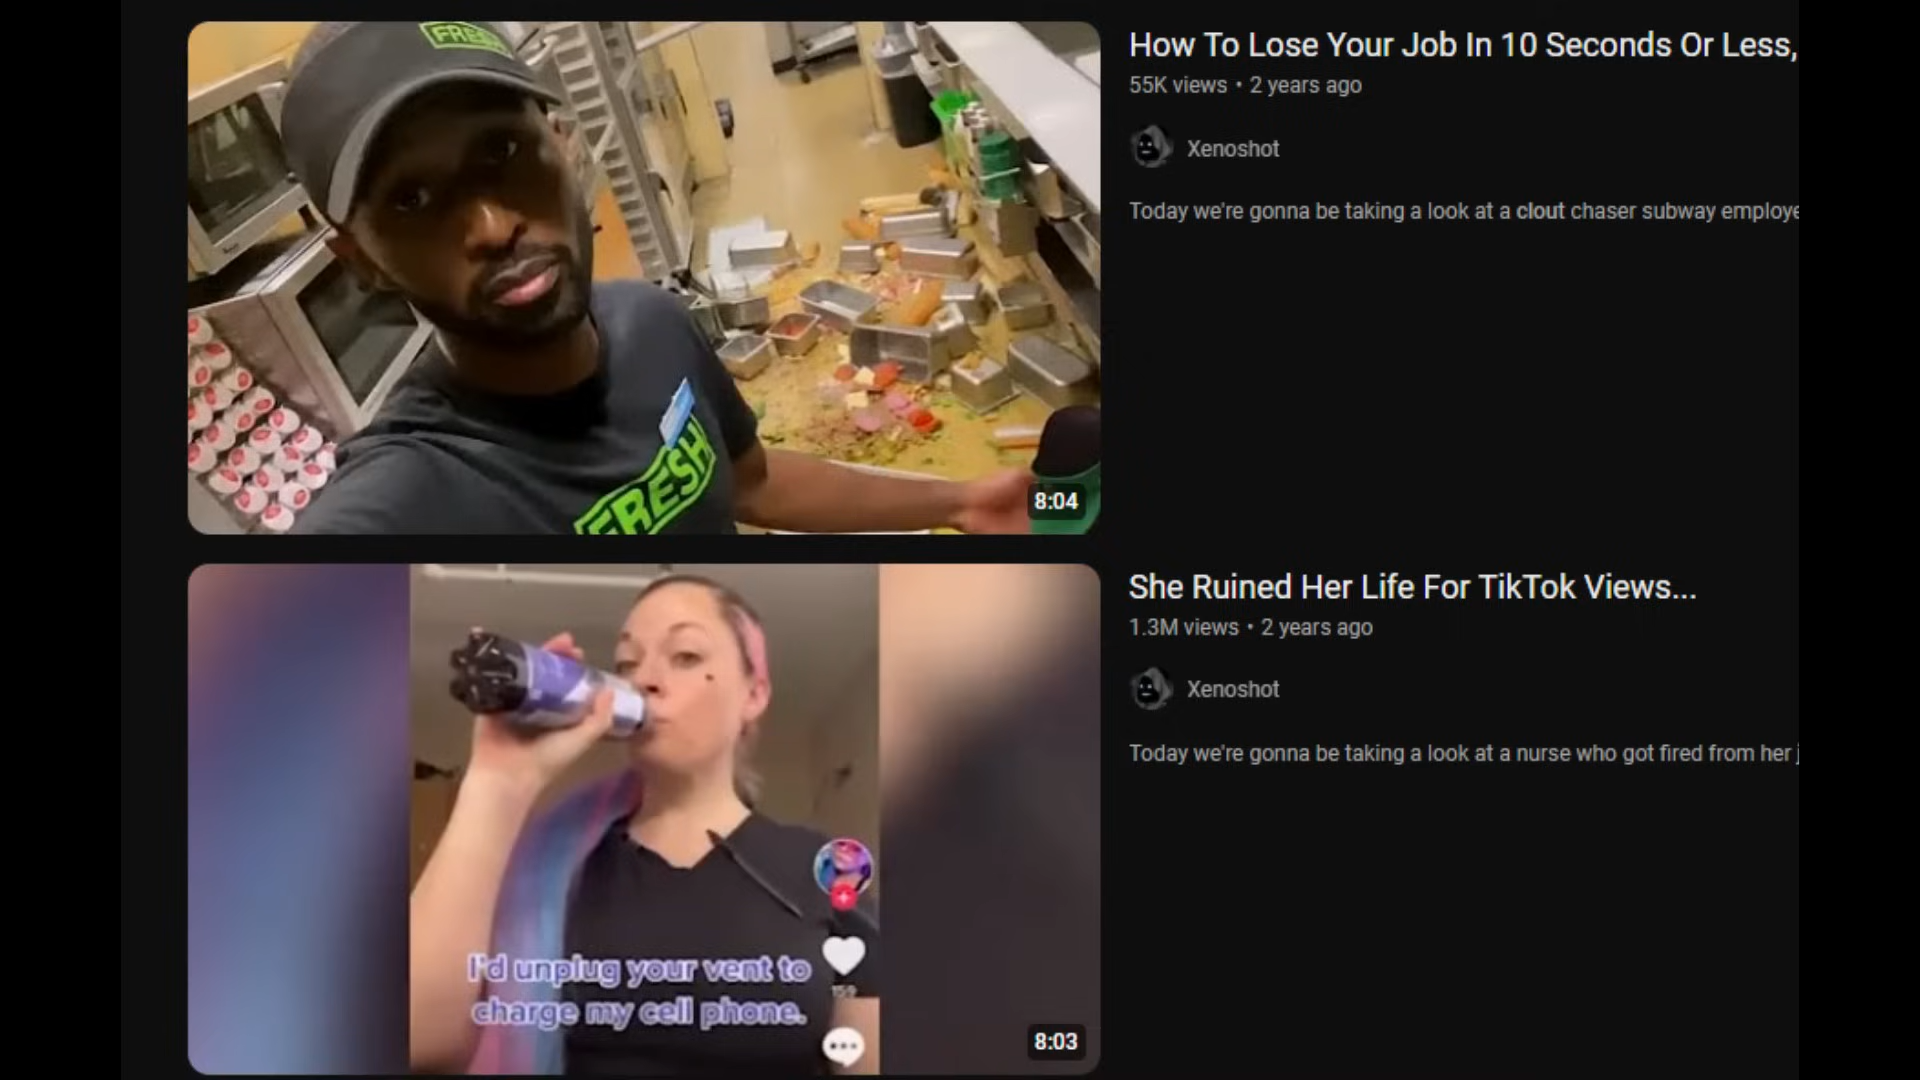 FRESH
FRESH
8:04
How To Lose Your Job In 10 Seconds Or Less,
55K views • 2 years ago
Xenoshot
Today we're gonna be taking a look at a clout chaser subway employe
I'd unplug your vent to
charge my cell phone.
8:03
She Ruined Her Life For TikTok Views...
1.3M views • 2 years ago
Xenoshot
Today we're gonna be taking a look at a nurse who got fired from her j